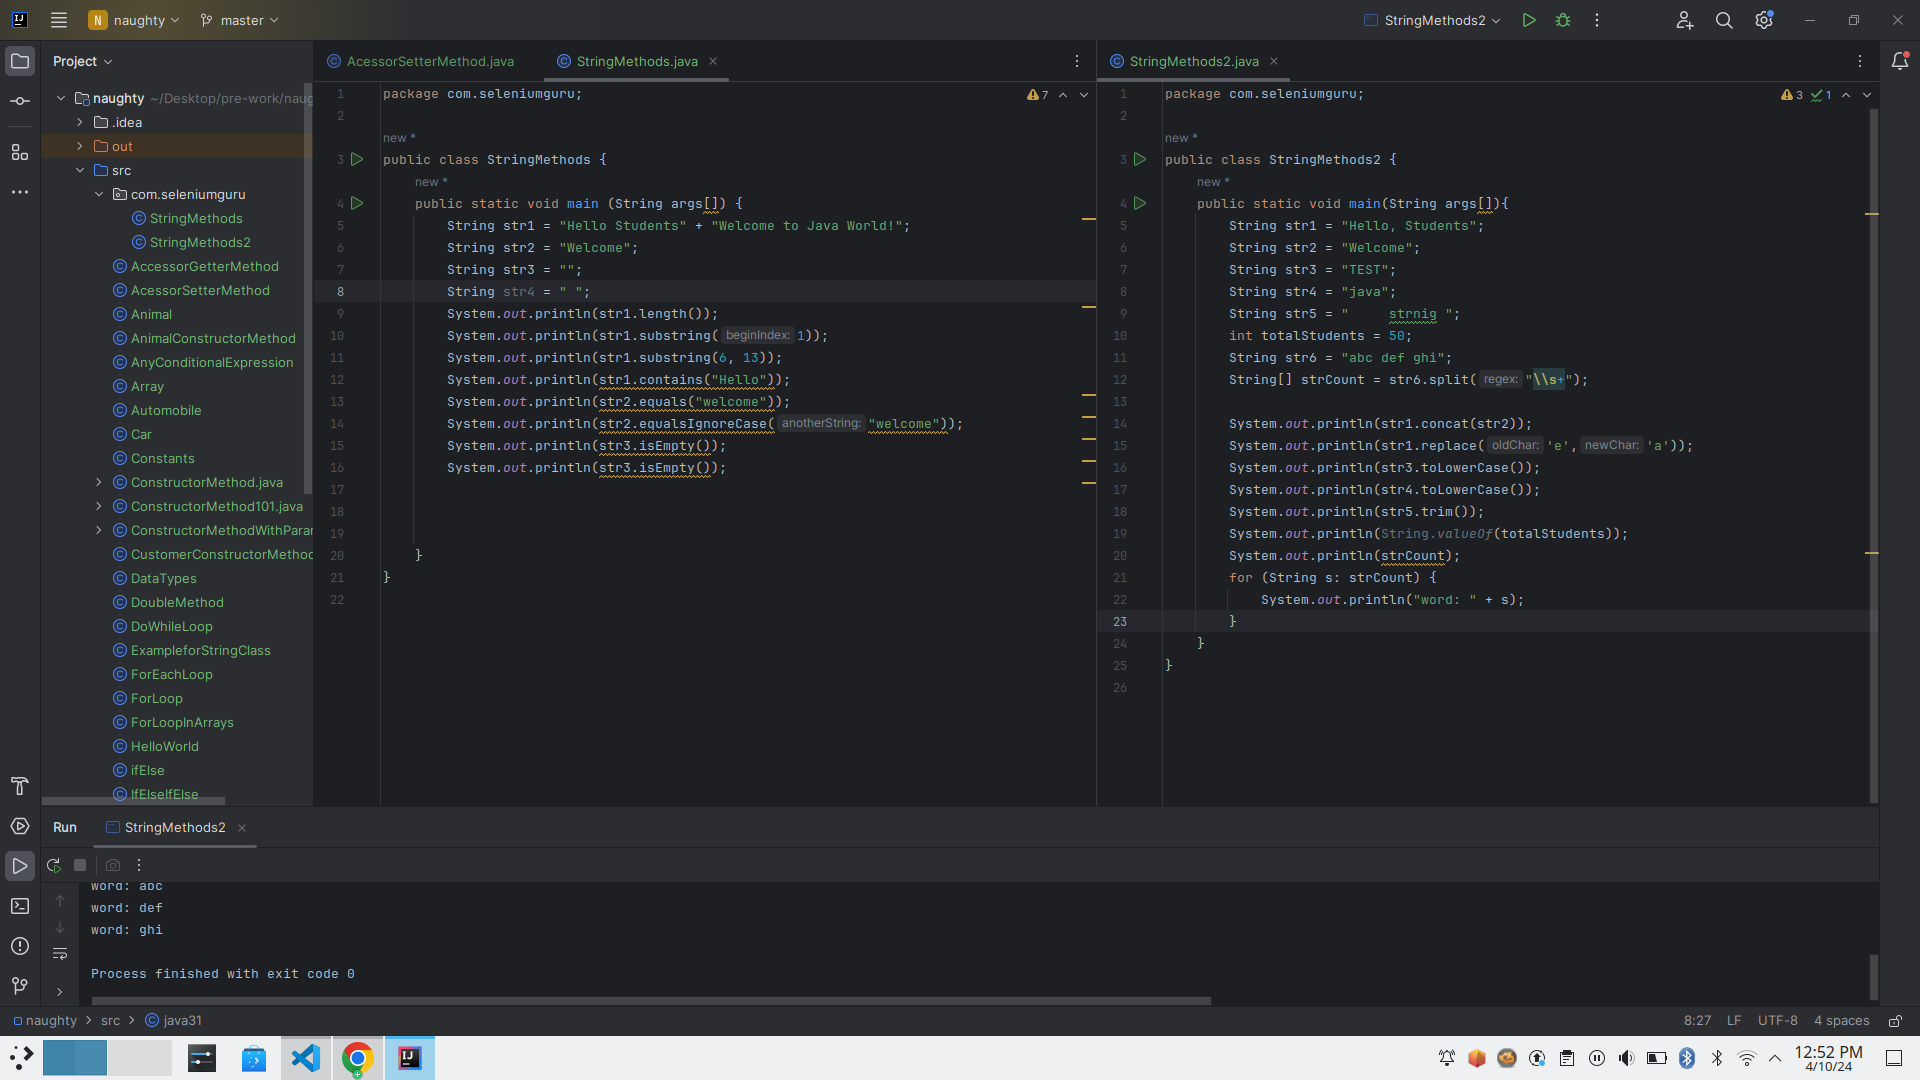 naughty
master
StringMethods2
Project
AcessorSetterMethod.java
StringMethods.java
StringMethods2.java
naughty ~/Desktop/pre-work/naug
.idea
out
src
com.seleniumguru
StringMethods
StringMethods2
AccessorGetterMethod
AcessorSetterMethod
Animal
AnimalConstructorMethod
AnyConditionalExpression
Array
Automobile
Car
Constants
ConstructorMethod.java
ConstructorMethod101.java
ConstructorMethodWithParan
CustomerConstructorMethod
DataTypes
DoubleMethod
DoWhileLoop
ExampleforStringClass
ForEachLoop
ForLoop
ForLoopInArrays
HelloWorld
ifElse
IfElseIfElse
7
1 package com.seleniumguru;
2
new *
3 public class StringMethods {
new *
4 public static void main (String args[]) {
5 String str1 = "Hello Students" + "Welcome to Java World!";
6 String str2 = "Welcome";
7 String str3 = "";
8 String str4 = " ";
9 System.out.println(str1.length());
10 System.out.println(str1.substring( beginIndex: 1));
11 System.out.println(str1.substring(6, 13));
12 System.out.println(str1.contains("Hello"));
13 System.out.println(str2.equals("welcome"));
14 System.out.println(str2.equalsIgnoreCase( anotherString: "welcome"));
15 System.out.println(str3.isEmpty());
16 System.out.println(str3.isEmpty());
17
18
19
20 }
21 }
22
3 1
1 package com.seleniumguru;
2
new *
3 public class StringMethods2 {
new *
4 public static void main(String args[]){
5 String str1 = "Hello, Students";
6 String str2 = "Welcome";
7 String str3 = "TEST";
8 String str4 = "java";
9 String str5 = "     strnig ";
10 int totalStudents = 50;
11 String str6 = "abc def ghi";
12 String[] strCount = str6.split( regex: "\\s+");
13
14 System.out.println(str1.concat(str2));
15 System.out.println(str1.replace( oldChar: 'e', newChar: 'a'));
16 System.out.println(str3.toLowerCase());
17 System.out.println(str4.toLowerCase());
18 System.out.println(str5.trim());
19 System.out.println(String.valueOf(totalStudents));
20 System.out.println(strCount);
21 for (String s: strCount) {
22 System.out.println("word: " + s);
23 }
24 }
25 }
26
Run
StringMethods2
word: abc
word: def
word: ghi
Process finished with exit code 0
naughty > src > java31
8:27 LF UTF-8 4 spaces
12:52 PM
4/10/24